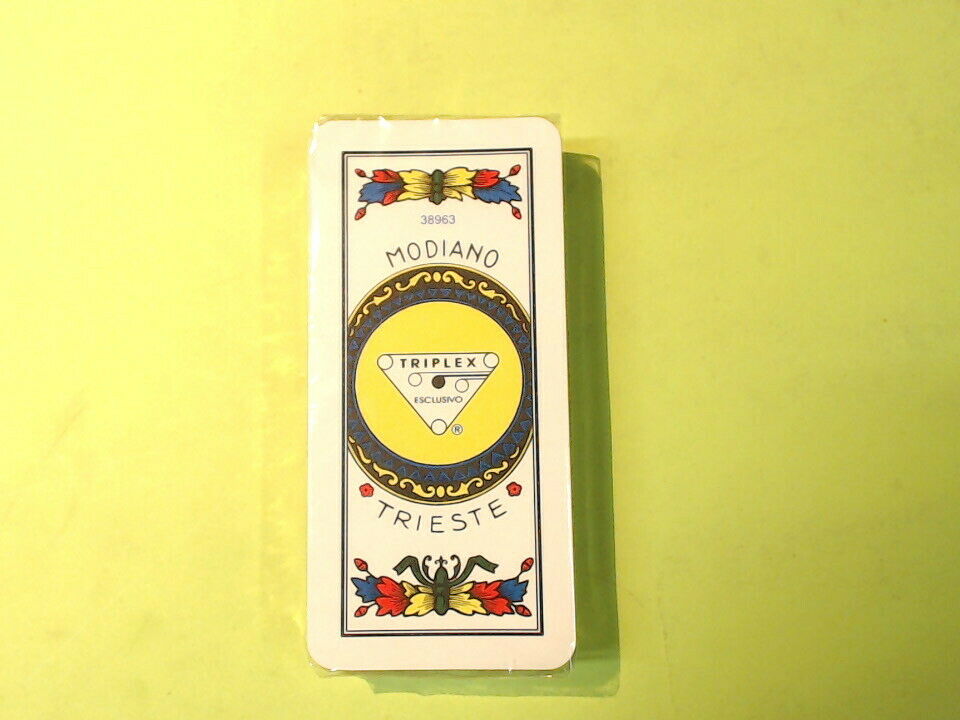 38963
MODIANO
TRIPLEX
ESCLUSIVO
®
TRIESTE